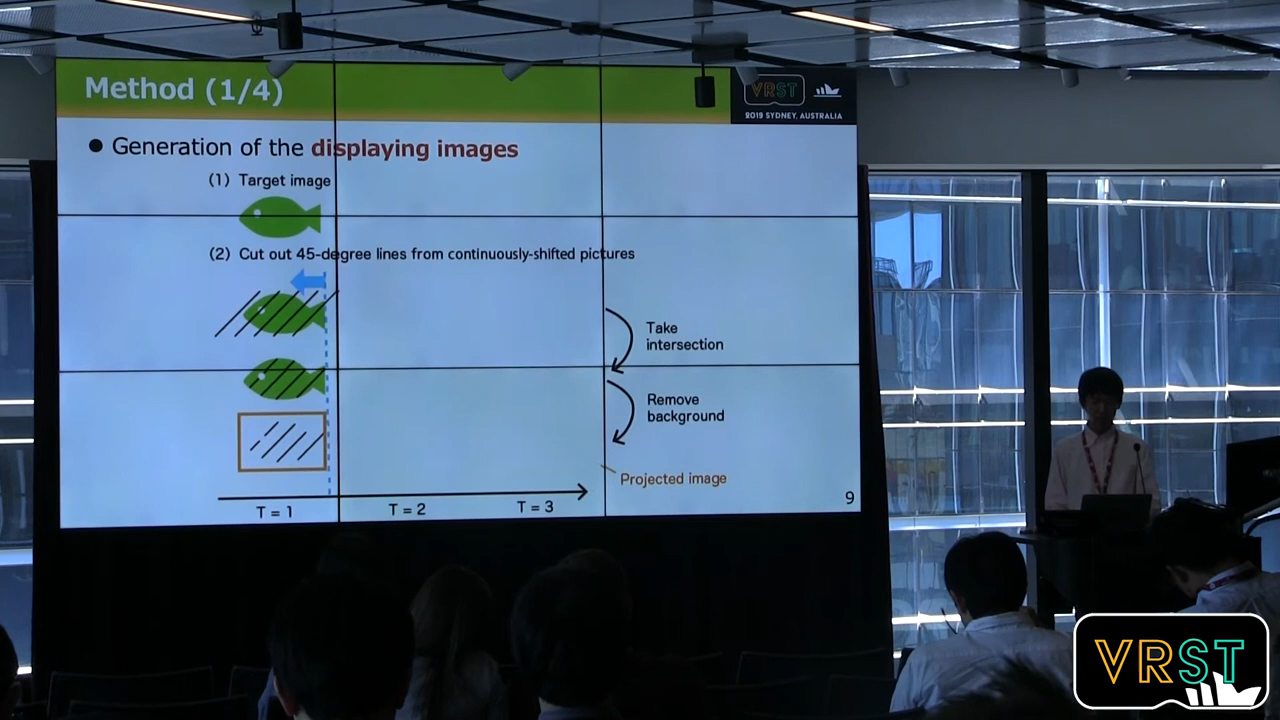 Method (1/4)
VRST
2019 SYDNEY, AUSTRALIA
● Generation of the displaying images
(1) Target image
(2) Cut out 45-degree lines from continuously-shifted pictures
Take
intersection
Remove
background
Projected image
T = 1
T = 2
T = 3
9
VRST